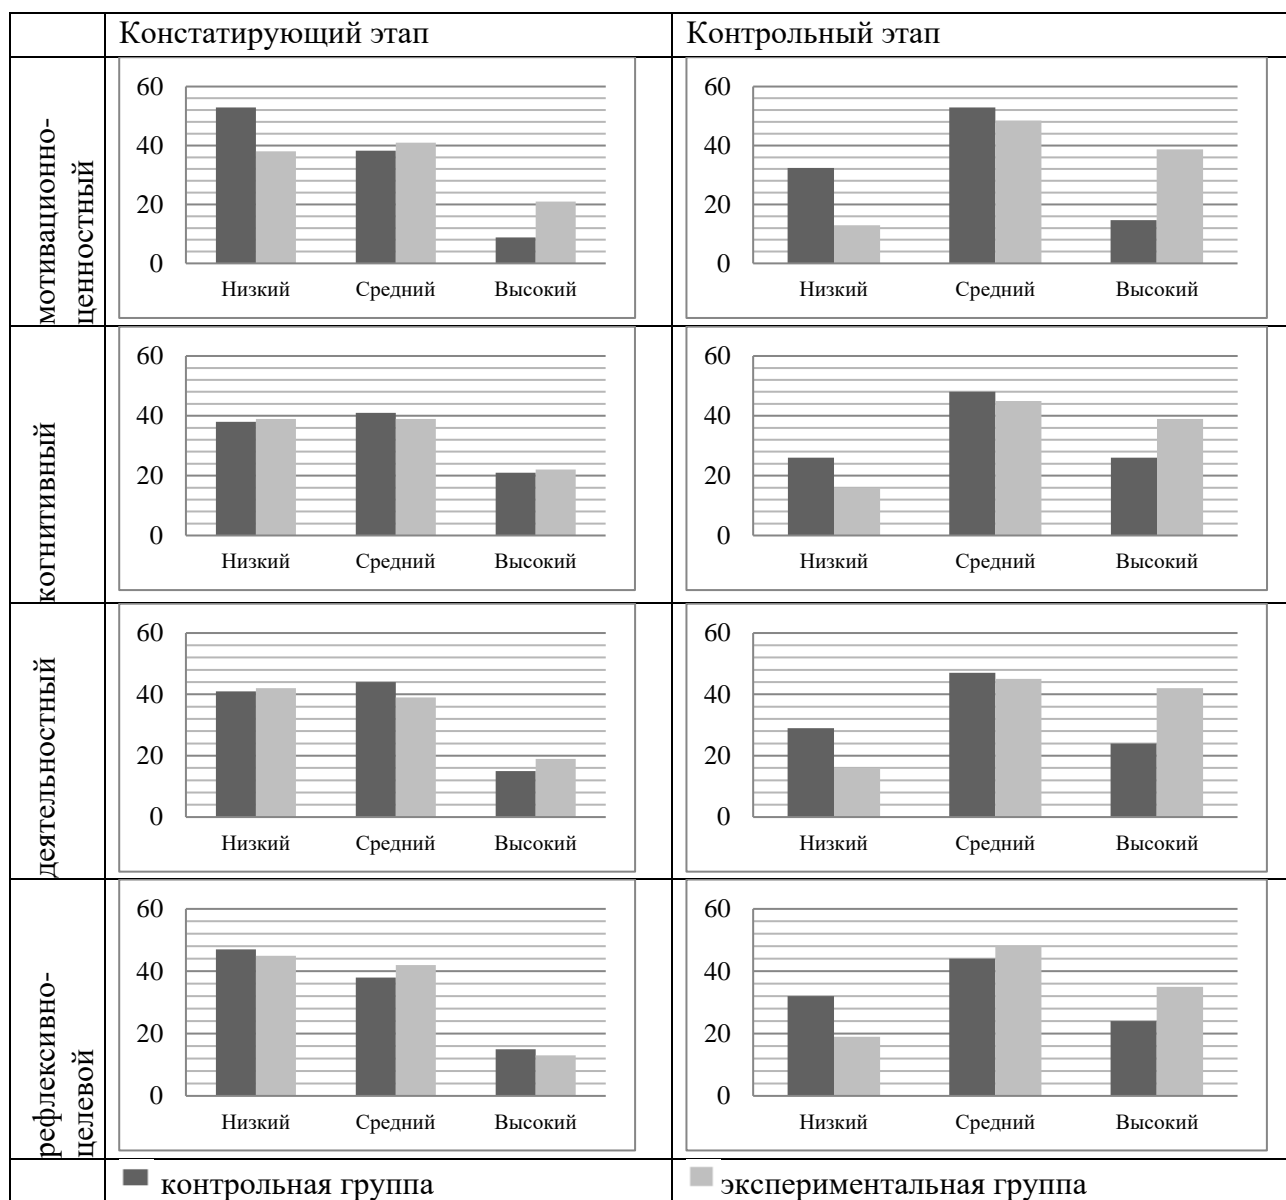 Констатирующий этап
Контрольный этап
мотивационно-
ценностный
60
40
20
0
Низкий Средний Высокий
60
40
20
0
Низкий Средний Высокий
когнитивный
60
40
20
0
Низкий Средний Высокий
60
40
20
0
Низкий Средний Высокий
деятельностный
60
40
20
0
Низкий Средний Высокий
60
40
20
0
Низкий Средний Высокий
рефлексивно-
целевой
60
40
20
0
Низкий Средний Высокий
60
40
20
0
Низкий Средний Высокий
контрольная группа
экспериментальная группа